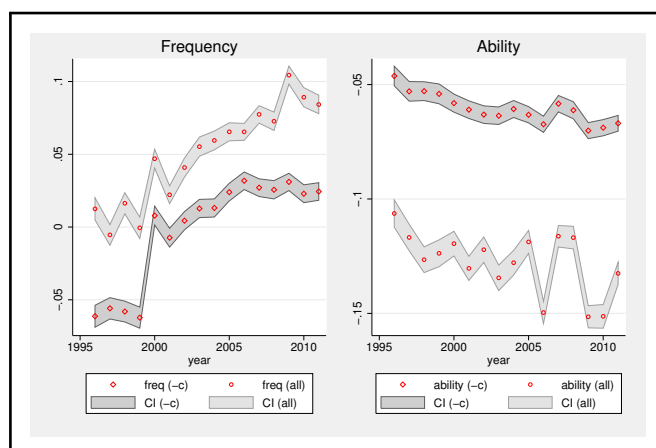 Frequency
.1
.05
0
-.05
1995 2000 2005 2010
year
freq (-c) freq (all)
CI (-c) CI (all)
Ability
-.05
-.1
-.15
1995 2000 2005 2010
year
ability (-c) ability (all)
CI (-c) CI (all)